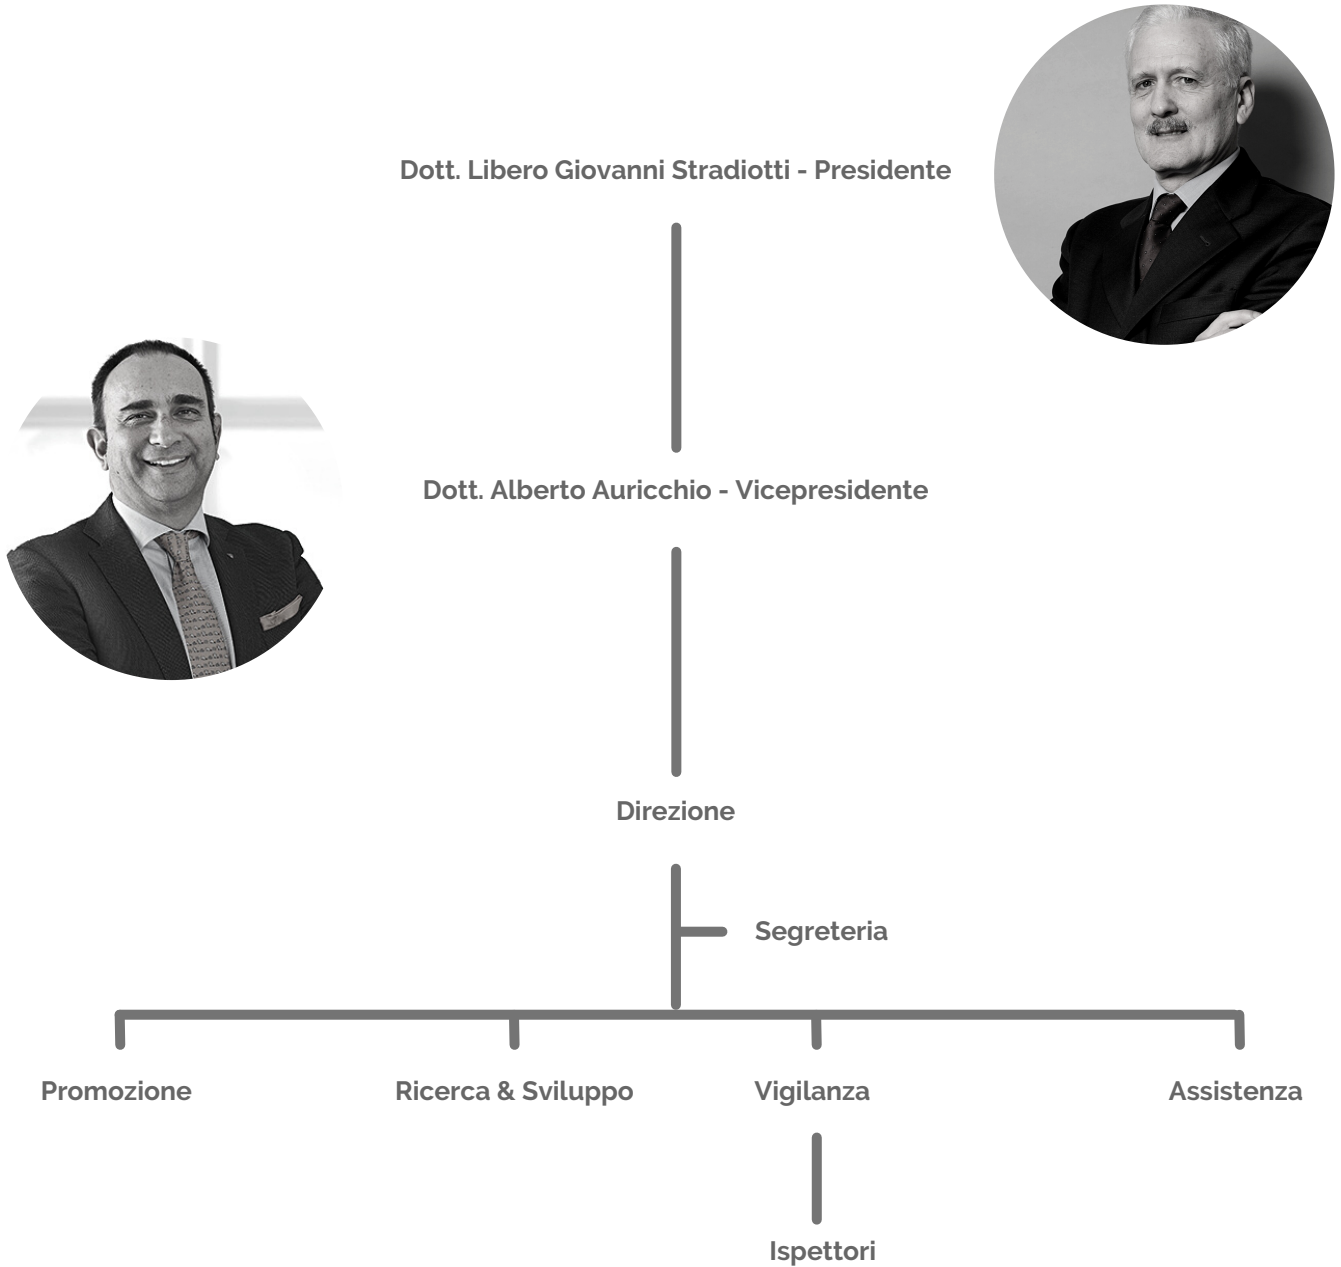 Dott. Libero Giovanni Stradiotti - Presidente
Dott. Alberto Auricchio - Vicepresidente
Direzione
Segreteria
Promozione
Ricerca & Sviluppo
Vigilanza
Assistenza
Ispettori